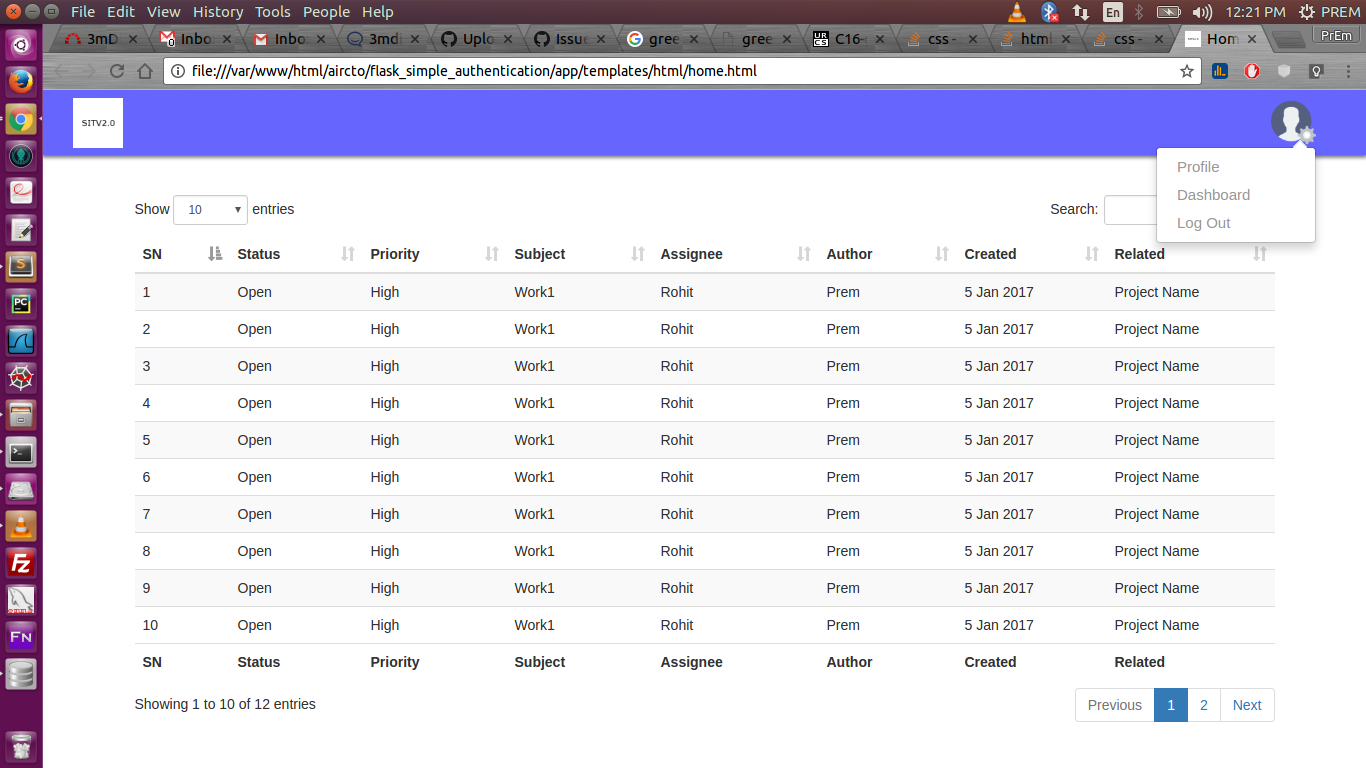 File Edit View History Tools People Help
En 12:21 PM PREM
3mD Inbo Inbo 3mdi Uplo Issue gree gree C16- css - html css - Hom PrEm
file:///var/www/html/aircto/flask_simple_authentication/app/templates/html/home.html
SITV2.0
Profile
Dashboard
Log Out
Show 10 entries
Search:
SN Status Priority Subject Assignee Author Created Related
1 Open High Work1 Rohit Prem 5 Jan 2017 Project Name
2 Open High Work1 Rohit Prem 5 Jan 2017 Project Name
3 Open High Work1 Rohit Prem 5 Jan 2017 Project Name
4 Open High Work1 Rohit Prem 5 Jan 2017 Project Name
5 Open High Work1 Rohit Prem 5 Jan 2017 Project Name
6 Open High Work1 Rohit Prem 5 Jan 2017 Project Name
7 Open High Work1 Rohit Prem 5 Jan 2017 Project Name
8 Open High Work1 Rohit Prem 5 Jan 2017 Project Name
9 Open High Work1 Rohit Prem 5 Jan 2017 Project Name
10 Open High Work1 Rohit Prem 5 Jan 2017 Project Name
SN Status Priority Subject Assignee Author Created Related
Showing 1 to 10 of 12 entries
Previous 1 2 Next